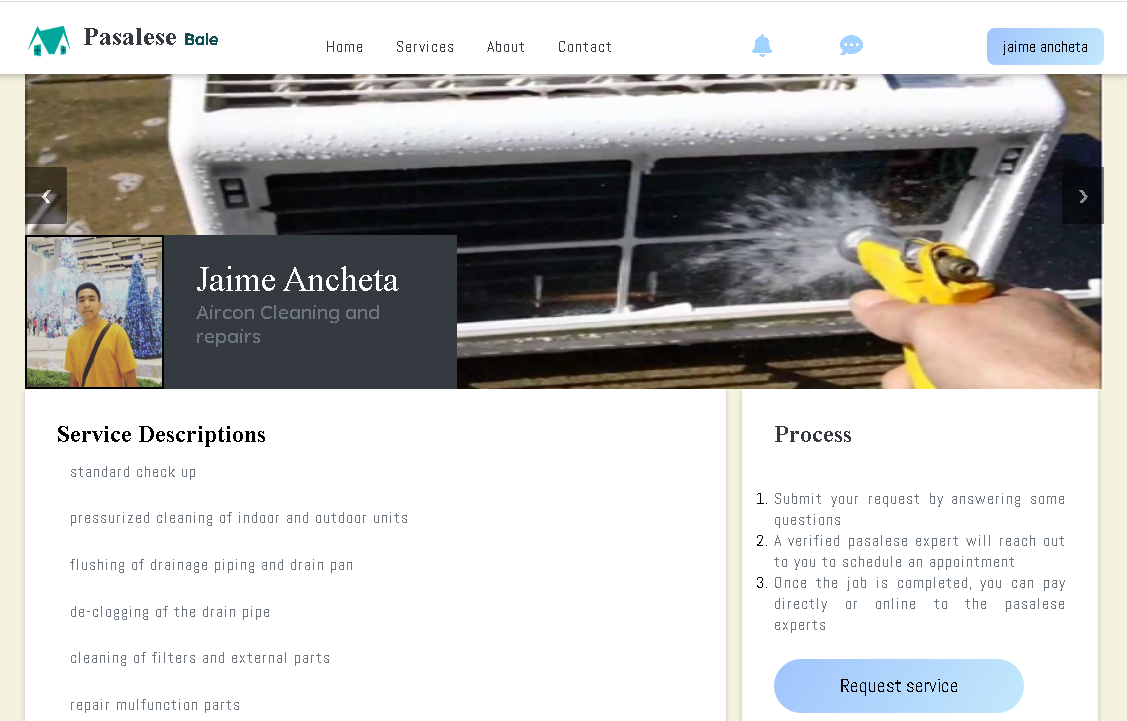 Pasalese Bale
Home Services About Contact
jaime ancheta
‹ ›
Jaime Ancheta
Aircon Cleaning and
repairs
Service Descriptions
standard check up
pressurized cleaning of indoor and outdoor units
flushing of drainage piping and drain pan
de-clogging of the drain pipe
cleaning of filters and external parts
repair mulfunction parts
Process
1. Submit your request by answering some
questions
2. A verified pasalese expert will reach out
to you to schedule an appointment
3. Once the job is completed, you can pay
directly or online to the pasalese
experts
Request service